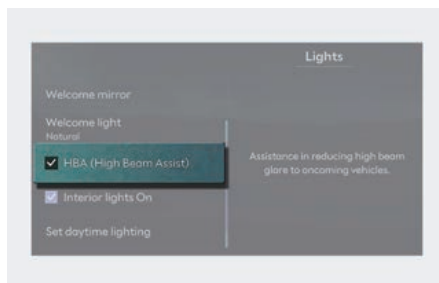 Lights
Welcome mirror
Welcome light
Natural
HBA (High Beam Assist)
Assistance in reducing high beam
glare to oncoming vehicles.
Interior lights On
Set daytime lighting